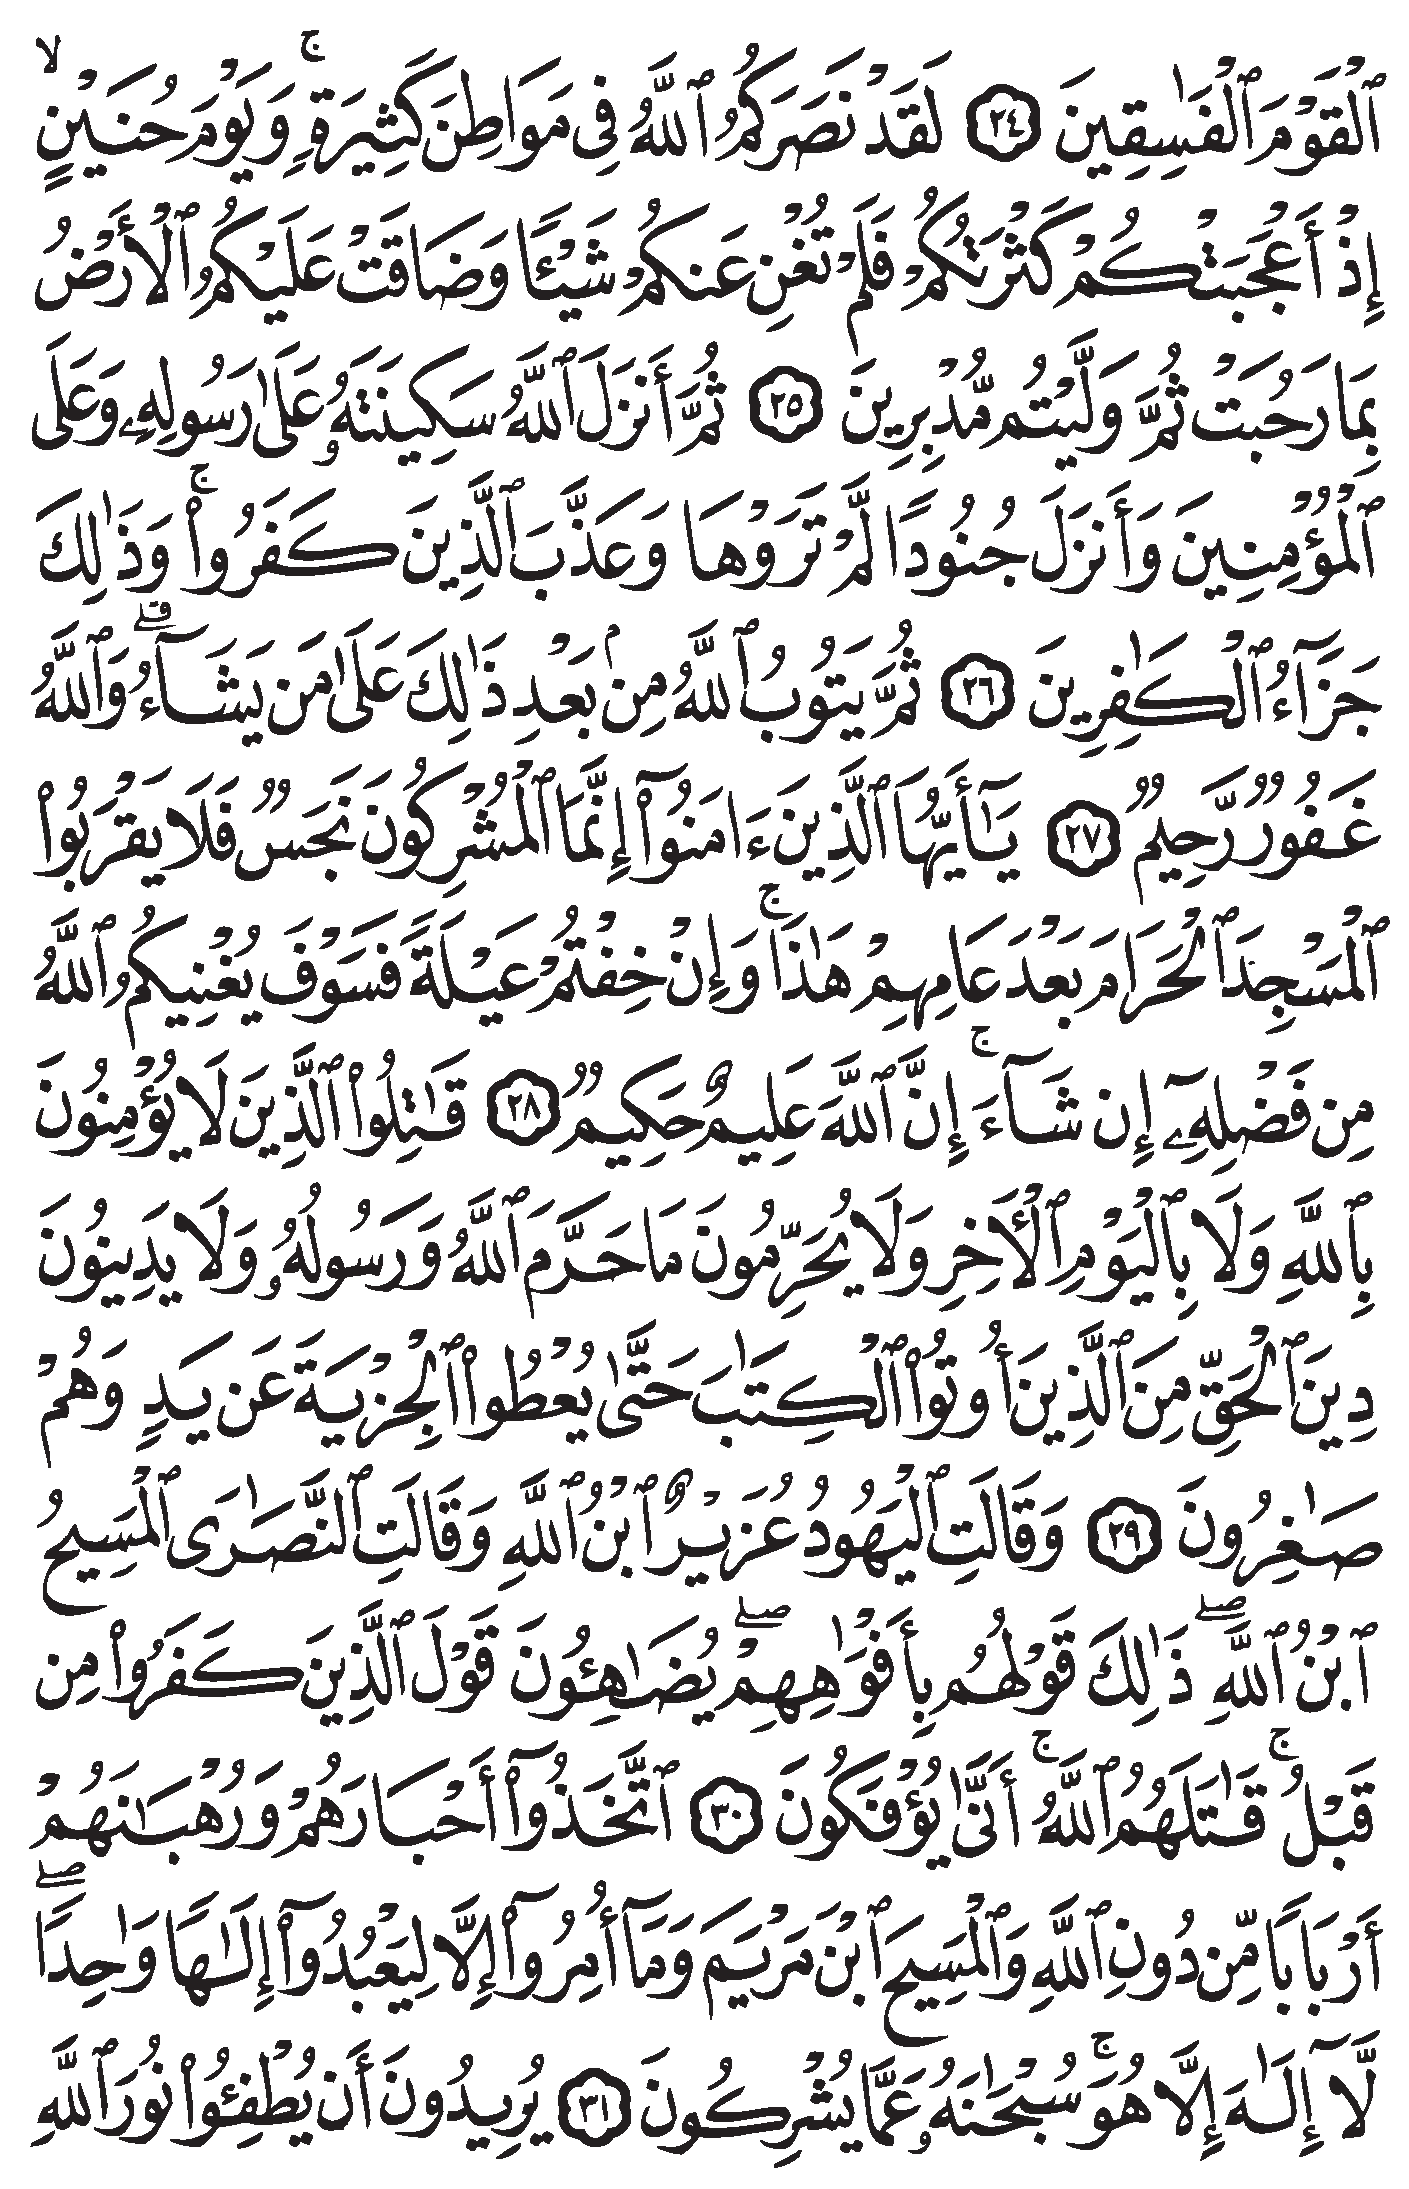 ٱلْقَوْمَ ٱلْفَـٰسِقِينَ ٢٤ لَقَدْ نَصَرَكُمُ ٱللَّهُ فِى مَوَاطِنَ كَثِيرَةٍ ۚ وَيَوْمَ حُنَيْنٍ ۙ
إِذْ أَعْجَبَتْكُمْ كَثْرَتُكُمْ فَلَمْ تُغْنِ عَنكُمْ شَيْـًٔا وَضَاقَتْ عَلَيْكُمُ ٱلْأَرْضُ
بِمَا رَحُبَتْ ثُمَّ وَلَّيْتُم مُّدْبِرِينَ ٢٥ ثُمَّ أَنزَلَ ٱللَّهُ سَكِينَتَهُۥ عَلَىٰ رَسُولِهِۦ وَعَلَى
ٱلْمُؤْمِنِينَ وَأَنزَلَ جُنُودًا لَّمْ تَرَوْهَا وَعَذَّبَ ٱلَّذِينَ كَفَرُوا۟ ۚ وَذَٰلِكَ
جَزَآءُ ٱلْكَـٰفِرِينَ ٢٦ ثُمَّ يَتُوبُ ٱللَّهُ مِنۢ بَعْدِ ذَٰلِكَ عَلَىٰ مَن يَشَآءُ ۗ وَٱللَّهُ
غَفُورٌ رَّحِيمٌ ٢٧ يَـٰٓأَيُّهَا ٱلَّذِينَ ءَامَنُوٓا۟ إِنَّمَا ٱلْمُشْرِكُونَ نَجَسٌ فَلَا يَقْرَبُوا۟
ٱلْمَسْجِدَ ٱلْحَرَامَ بَعْدَ عَامِهِمْ هَـٰذَا ۚ وَإِنْ خِفْتُمْ عَيْلَةً فَسَوْفَ يُغْنِيكُمُ ٱللَّهُ
مِن فَضْلِهِۦٓ إِن شَآءَ ۚ إِنَّ ٱللَّهَ عَلِيمٌ حَكِيمٌ ٢٨ قَـٰتِلُوا۟ ٱلَّذِينَ لَا يُؤْمِنُونَ
بِٱللَّهِ وَلَا بِٱلْيَوْمِ ٱلْـَٔاخِرِ وَلَا يُحَرِّمُونَ مَا حَرَّمَ ٱللَّهُ وَرَسُولُهُۥ وَلَا يَدِينُونَ
دِينَ ٱلْحَقِّ مِنَ ٱلَّذِينَ أُوتُوا۟ ٱلْكِتَـٰبَ حَتَّىٰ يُعْطُوا۟ ٱلْجِزْيَةَ عَن يَدٍ وَهُمْ
صَـٰغِرُونَ ٢٩ وَقَالَتِ ٱلْيَهُودُ عُزَيْرٌ ٱبْنُ ٱللَّهِ وَقَالَتِ ٱلنَّصَـٰرَى ٱلْمَسِيحُ
ٱبْنُ ٱللَّهِ ۖ ذَٰلِكَ قَوْلُهُم بِأَفْوَٰهِهِمْ ۖ يُضَـٰهِـُٔونَ قَوْلَ ٱلَّذِينَ كَفَرُوا۟ مِن
قَبْلُ ۚ قَـٰتَلَهُمُ ٱللَّهُ ۚ أَنَّىٰ يُؤْفَكُونَ ٣٠ ٱتَّخَذُوٓا۟ أَحْبَارَهُمْ وَرُهْبَـٰنَهُمْ
أَرْبَابًا مِّن دُونِ ٱللَّهِ وَٱلْمَسِيحَ ٱبْنَ مَرْيَمَ وَمَآ أُمِرُوٓا۟ إِلَّا لِيَعْبُدُوٓا۟ إِلَـٰهًا وَٰحِدًا ۖ
لَّآ إِلَـٰهَ إِلَّا هُوَ ۚ سُبْحَـٰنَهُۥ عَمَّا يُشْرِكُونَ ٣١ يُرِيدُونَ أَن يُطْفِـُٔوا۟ نُورَ ٱللَّهِ